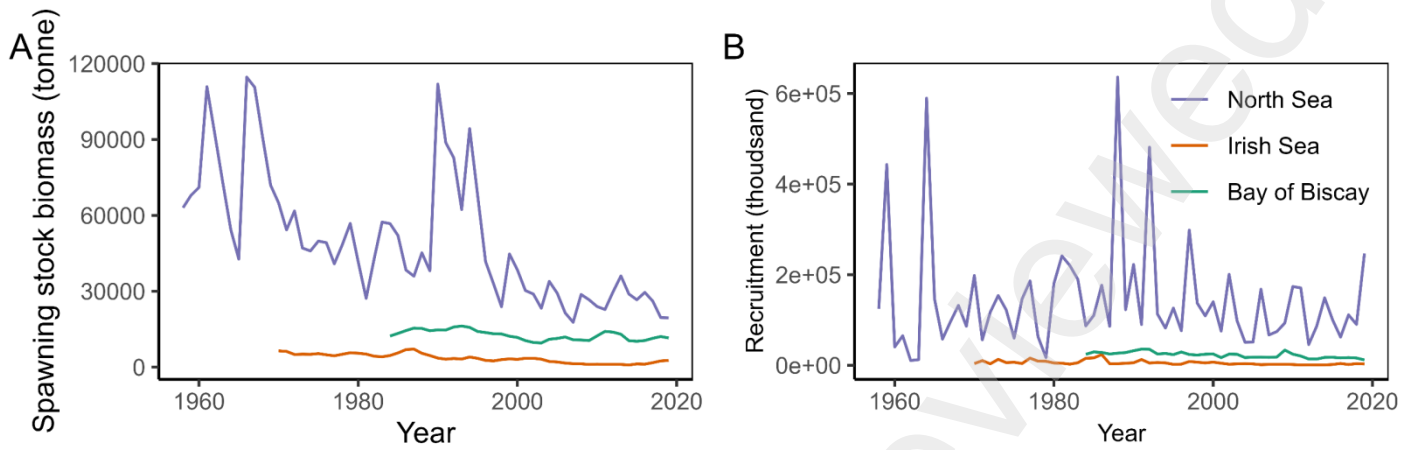 A
Spawning stock biomass (tonne)
120000
90000
60000
30000
0
1960
1980
2000
2020
Year
B
Recruitment (thoudsand)
6e+05
4e+05
2e+05
0e+00
North Sea
Irish Sea
Bay of Biscay
1960
1980
2000
2020
Year